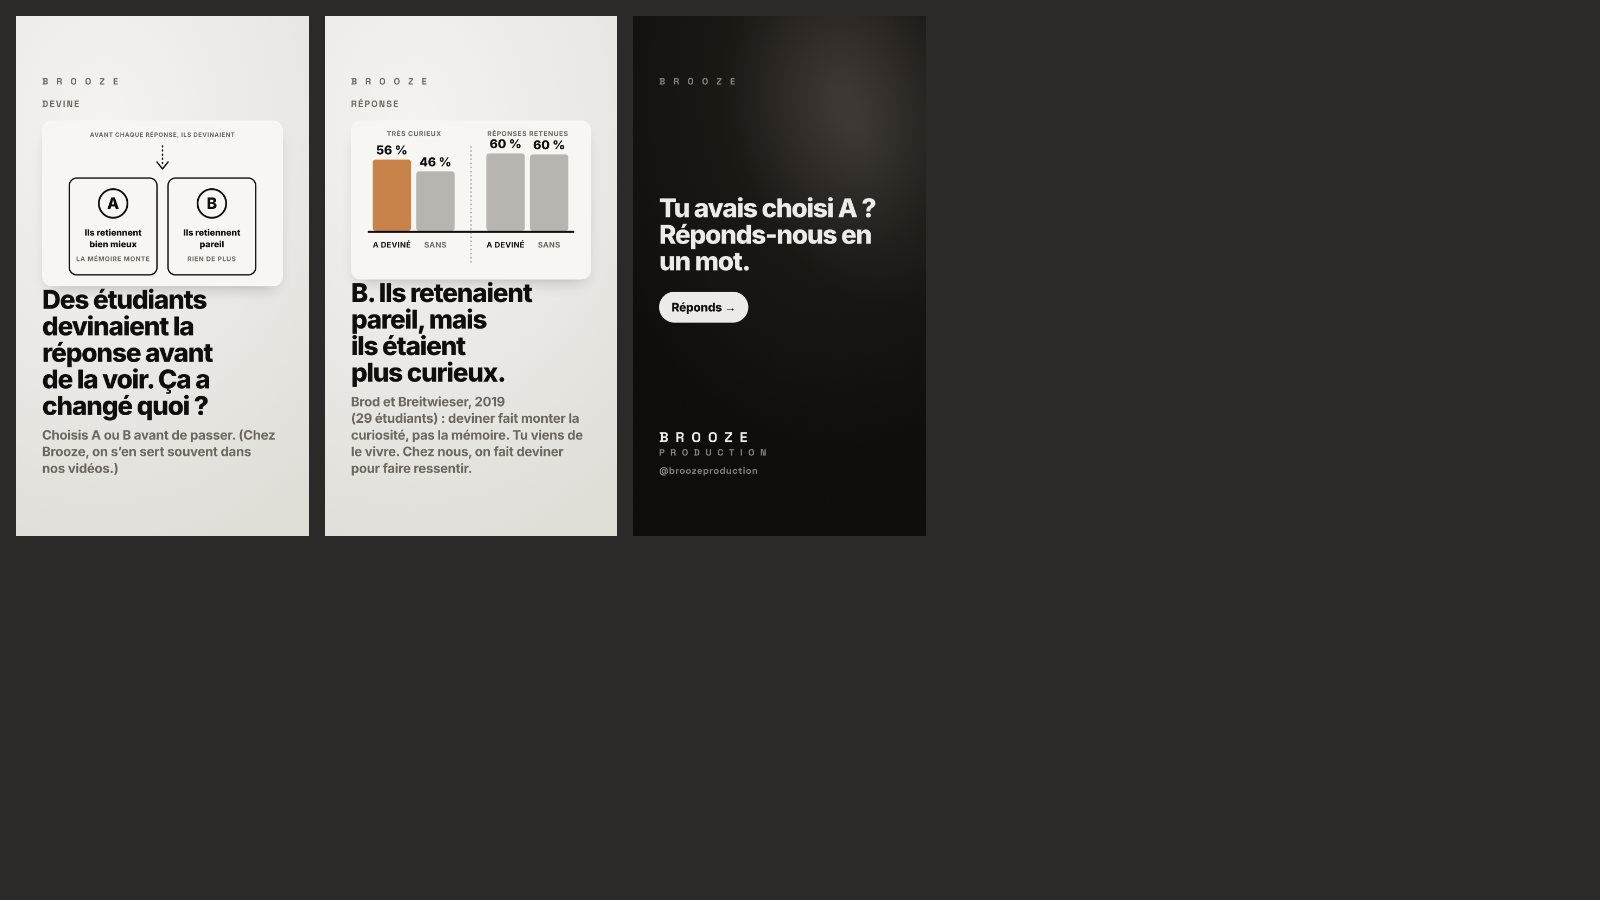 BROOZE
DEVINE
AVANT CHAQUE RÉPONSE, ILS DEVINAIENT
A
Ils retiennent
bien mieux
LA MÉMOIRE MONTE
B
Ils retiennent
pareil
RIEN DE PLUS
Des étudiants
devinaient la
réponse avant
de la voir. Ça a
changé quoi ?
Choisis A ou B avant de passer. (Chez
Brooze, on s’en sert souvent dans
nos vidéos.)
BROOZE
RÉPONSE
TRÈS CURIEUX
56 %
46 %
A DEVINÉ
SANS
RÉPONSES RETENUES
60 %
60 %
A DEVINÉ
SANS
B. Ils retenaient
pareil, mais
ils étaient
plus curieux.
Brod et Breitwieser, 2019
(29 étudiants) : deviner fait monter la
curiosité, pas la mémoire. Tu viens de
le vivre. Chez nous, on fait deviner
pour faire ressentir.
BROOZE
Tu avais choisi A ?
Réponds-nous en
un mot.
Réponds →
BROOZE
PRODUCTION
@broozeproduction